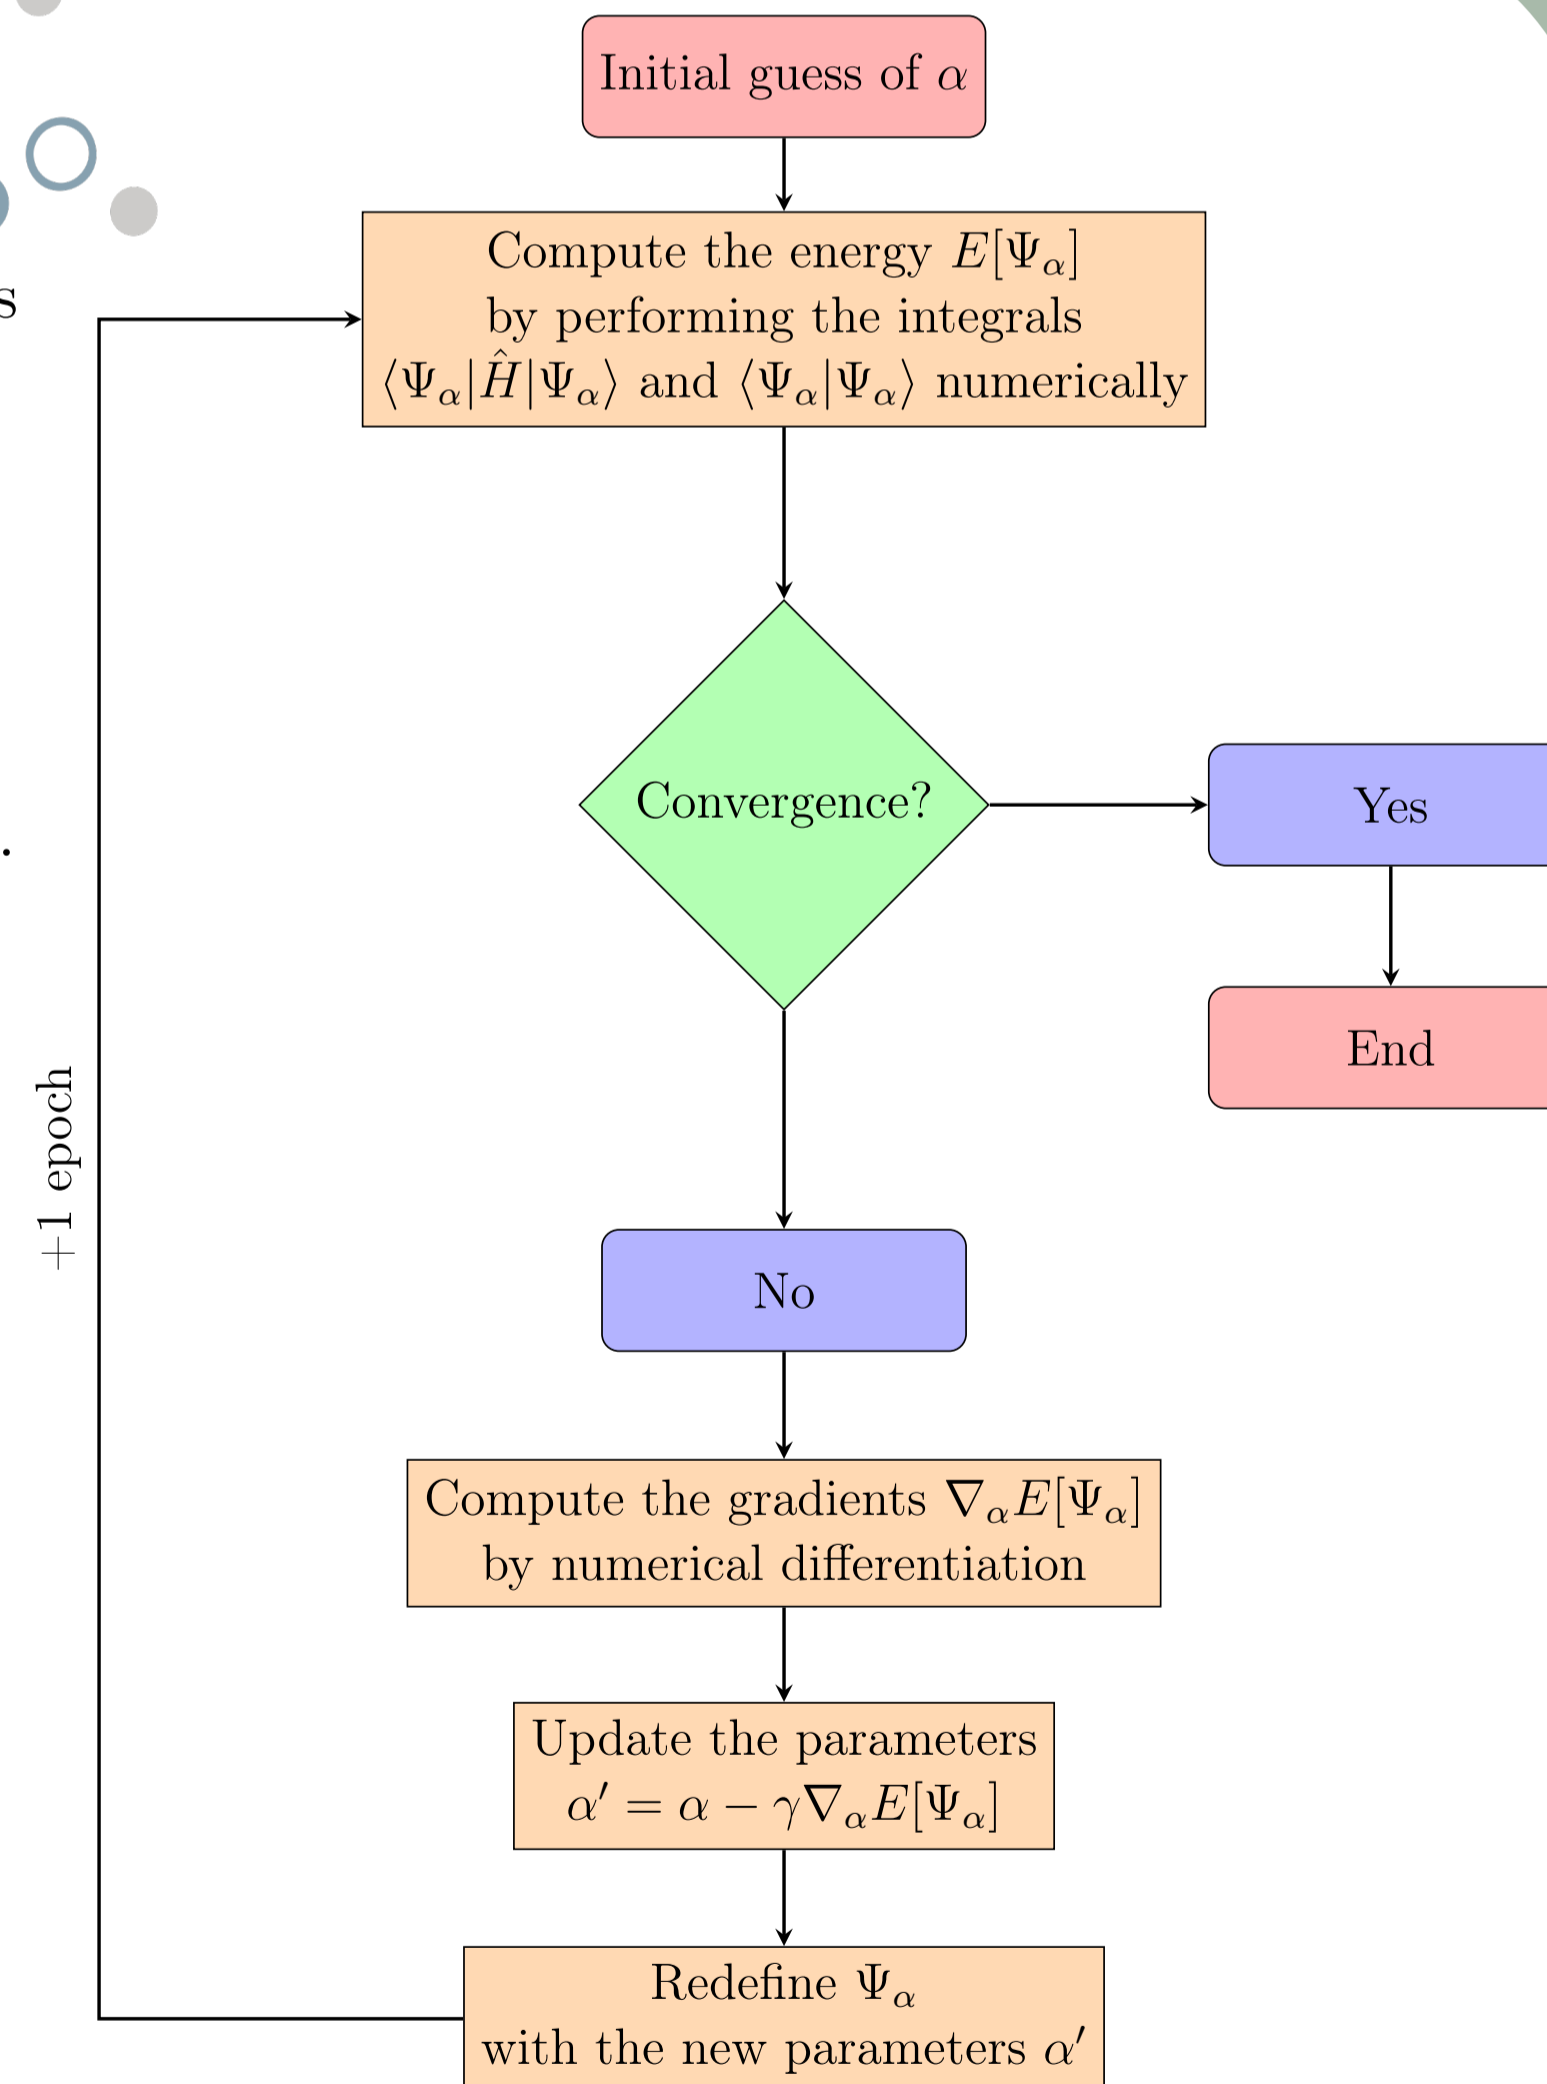 Initial guess of α
Compute the energy E[Ψ_α]
by performing the integrals
⟨Ψ_α|Ĥ|Ψ_α⟩ and ⟨Ψ_α|Ψ_α⟩ numerically
s
.
Convergence?
Yes
End
+1 epoch
No
Compute the gradients ∇_αE[Ψ_α]
by numerical differentiation
Update the parameters
α′ = α − γ∇_αE[Ψ_α]
Redefine Ψ_α
with the new parameters α′